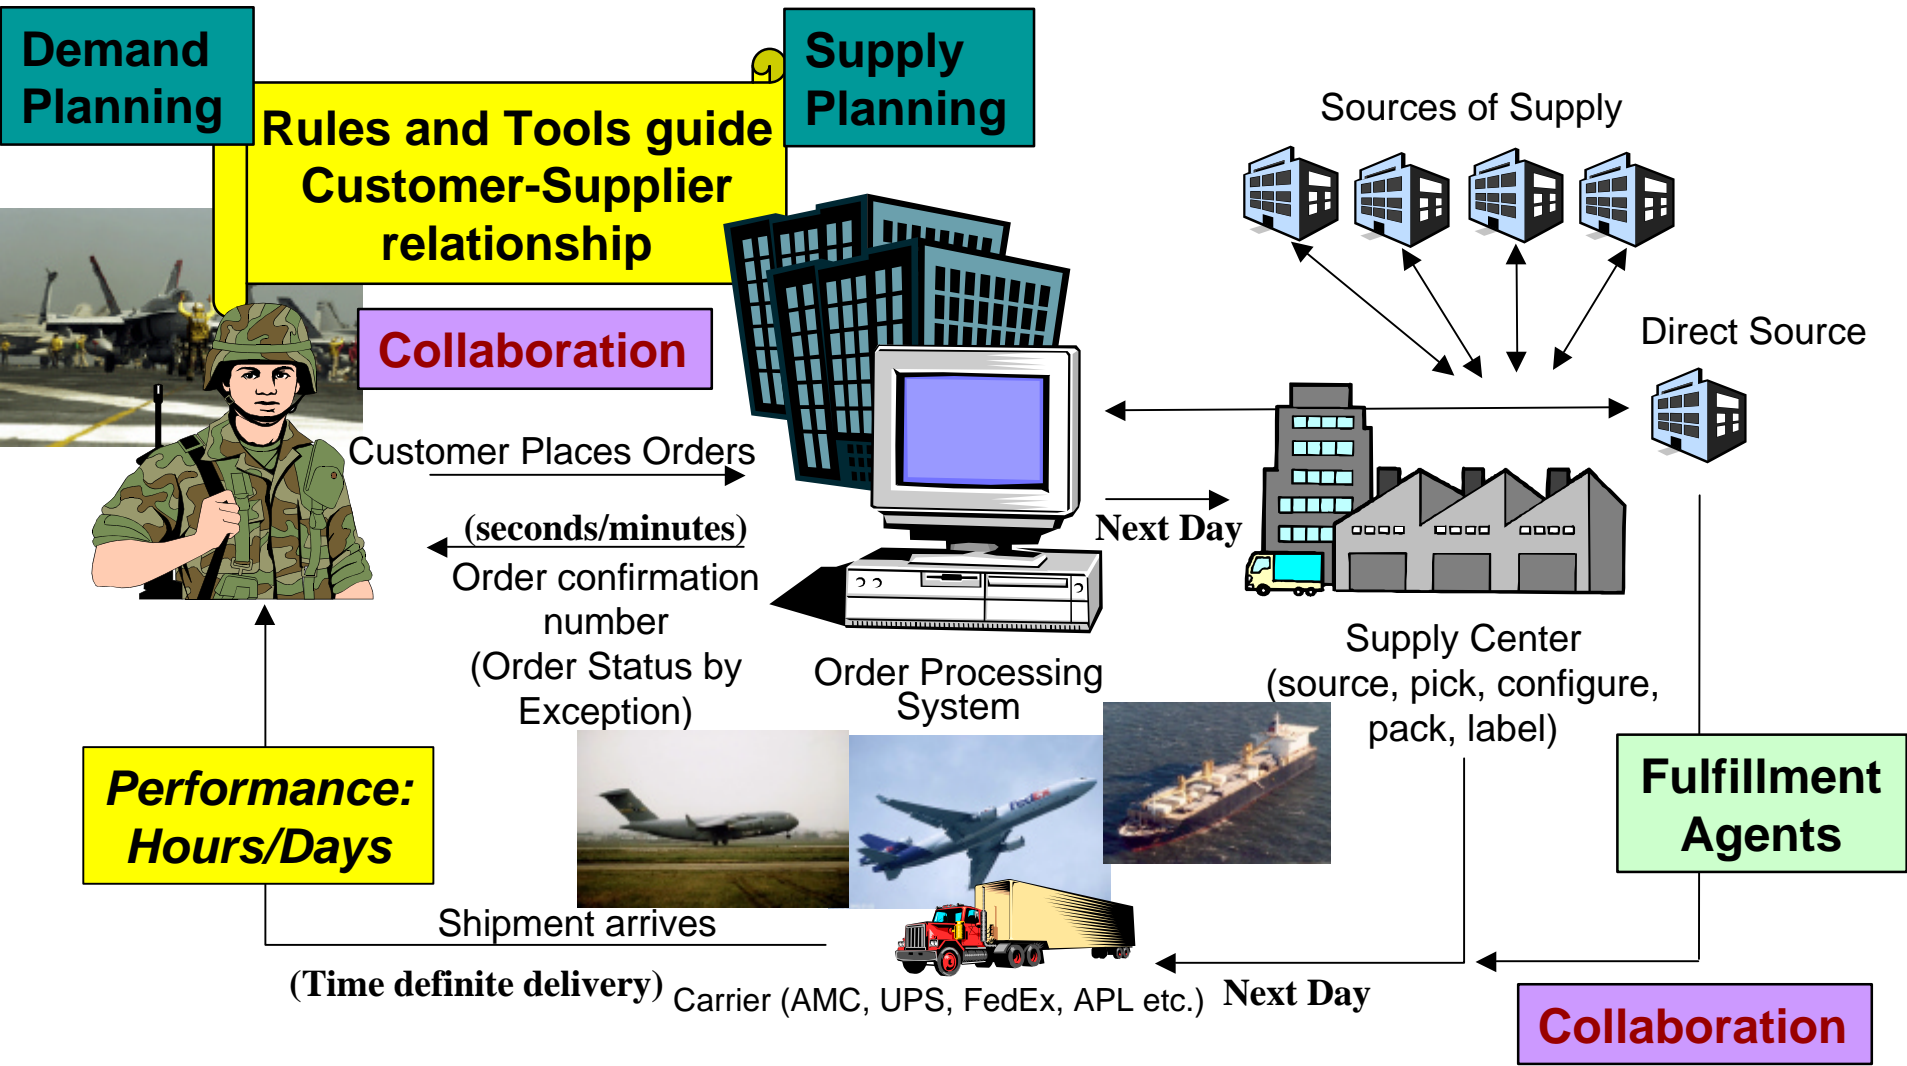 Demand
Planning
Rules and Tools guide
Customer-Supplier
relationship
Supply
Planning
Sources of Supply
Collaboration
Direct Source
Customer Places Orders
(seconds/minutes)
Order confirmation
number
(Order Status by
Exception)
Next Day
Order Processing
System
Supply Center
(source, pick, configure,
pack, label)
Performance:
Hours/Days
FedEx
Fulfillment
Agents
Shipment arrives
(Time definite delivery)
Carrier (AMC, UPS, FedEx, APL etc.)
Next Day
Collaboration